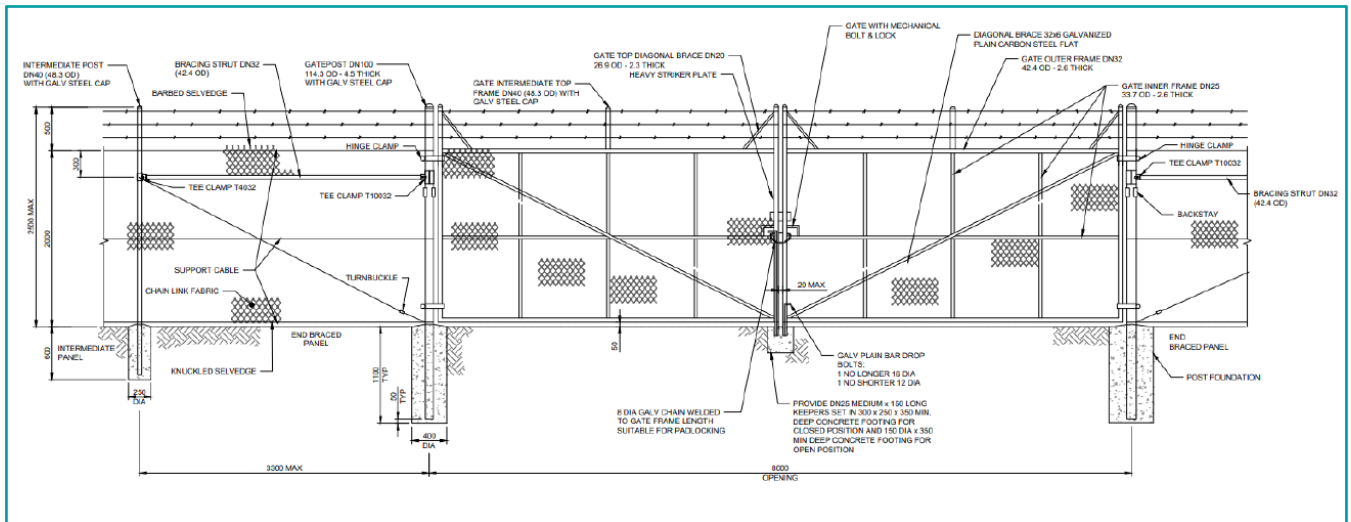 INTERMEDIATE POST
DN40 (48.3 OD)
WITH GALV STEEL CAP
BRACING STRUT DN32
(42.4 OD)
BARBED SELVEDGE
GATEPOST DN100
114.3 OD - 4.5 THICK
WITH GALV STEEL CAP
GATE INTERMEDIATE TOP
FRAME DN40 (48.3 OD) WITH
GALV STEEL CAP
GATE TOP DIAGONAL BRACE DN20
26.9 OD - 2.3 THICK
HEAVY STRIKER PLATE
GATE WITH MECHANICAL
BOLT & LOCK
DIAGONAL BRACE 32x6 GALVANIZED
PLAIN CARBON STEEL FLAT
GATE OUTER FRAME DN32
42.4 OD - 2.6 THICK
GATE INNER FRAME DN25
33.7 OD - 2.6 THICK
HINGE CLAMP
HINGE CLAMP
500
300
2500 MAX
2000
TEE CLAMP T4032
TEE CLAMP T10032
TEE CLAMP T10032
BRACING STRUT DN32
(42.4 OD)
BACKSTAY
SUPPORT CABLE
TURNBUCKLE
CHAIN LINK FABRIC
20 MAX
INTERMEDIATE
PANEL
600
END BRACED
PANEL
KNUCKLED SELVEDGE
1100
TYP
50
TYP
50
250
DIA
400
DIA
GALV PLAIN BAR DROP
BOLTS:
1 NO LONGER 16 DIA
1 NO SHORTER 12 DIA
END
BRACED PANEL
POST FOUNDATION
8 DIA GALV CHAIN WELDED
TO GATE FRAME LENGTH
SUITABLE FOR PADLOCKING
PROVIDE DN25 MEDIUM x 150 LONG
KEEPERS SET IN 300 x 250 x 350 MIN.
DEEP CONCRETE FOOTING FOR
CLOSED POSITION AND 150 DIA x 350
MIN DEEP CONCRETE FOOTING FOR
OPEN POSITION
3300 MAX
8000
OPENING